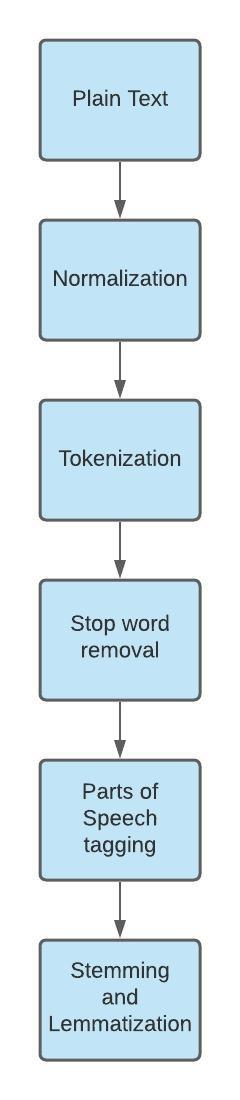 Plain Text
Normalization
Tokenization
Stop word
removal
Parts of
Speech
tagging
Stemming
and
Lemmatization